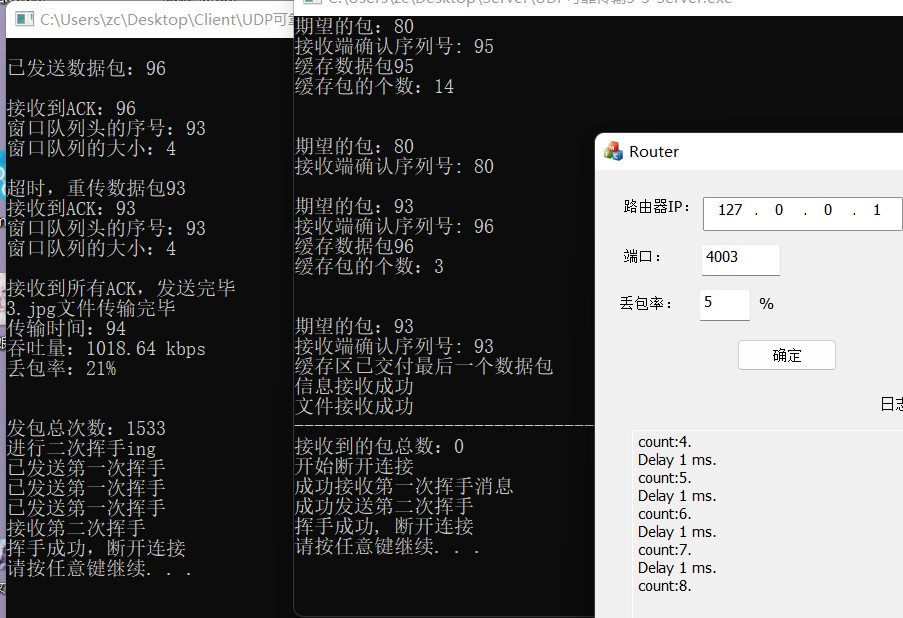 C:\Users\zc\Desktop\Client\UDP可靠
已发送数据包：96
接收到ACK：96
窗口队列头的序号：93
窗口队列的大小：4
超时，重传数据包93
接收到ACK：93
窗口队列头的序号：93
窗口队列的大小：4
接收到所有ACK，发送完毕
3.jpg文件传输完毕
传输时间：94
吞吐量：1018.64 kbps
丢包率：21%
发包总次数：1533
进行二次挥手ing
已发送第一次挥手
已发送第一次挥手
已发送第一次挥手
接收第二次挥手
挥手成功，断开连接
请按任意键继续. . .
期望的包：80
接收端确认序列号: 95
缓存数据包95
缓存包的个数：14
期望的包：80
接收端确认序列号: 80
期望的包：93
接收端确认序列号: 96
缓存数据包96
缓存包的个数：3
期望的包：93
接收端确认序列号: 93
缓存区已交付最后一个数据包
信息接收成功
文件接收成功
------------------------------
接收到的包总数：0
开始断开连接
成功接收第一次挥手消息
成功发送第二次挥手
挥手成功, 断开连接
请按任意键继续. . .
Router
路由器IP： 127 . 0 . 0 . 1
端口： 4003
丢包率： 5 %
确定
日志
count:4.
Delay 1 ms.
count:5.
Delay 1 ms.
count:6.
Delay 1 ms.
count:7.
Delay 1 ms.
count:8.